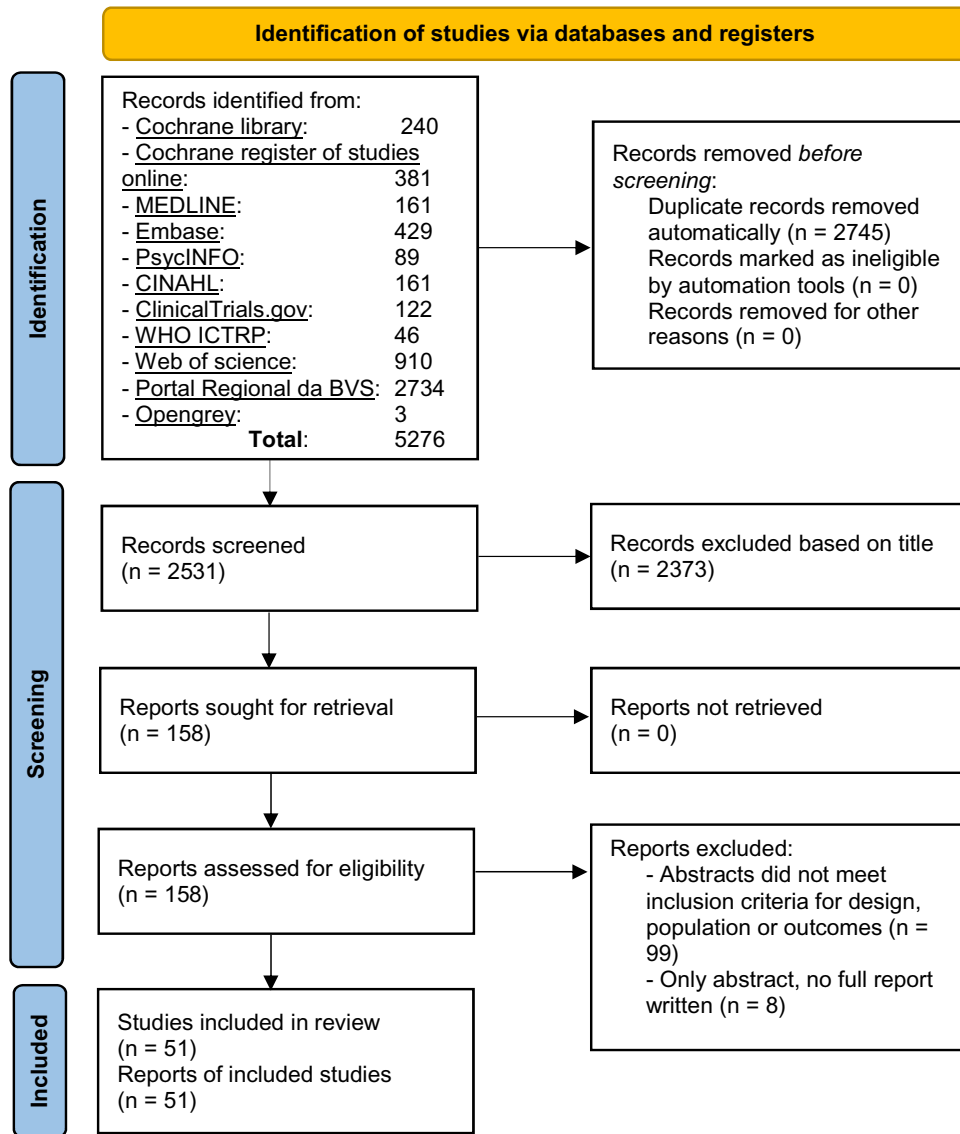 Identification of studies via databases and registers
Identification
Records identified from:
- Cochrane library: 240
- Cochrane register of studies
online: 381
- MEDLINE: 161
- Embase: 429
- PsycINFO: 89
- CINAHL: 161
- ClinicalTrials.gov: 122
- WHO ICTRP: 46
- Web of science: 910
- Portal Regional da BVS: 2734
- Opengrey: 3
Total: 5276
Records removed before
screening:
Duplicate records removed
automatically (n = 2745)
Records marked as ineligible
by automation tools (n = 0)
Records removed for other
reasons (n = 0)
Screening
Records screened
(n = 2531)
Records excluded based on title
(n = 2373)
Reports sought for retrieval
(n = 158)
Reports not retrieved
(n = 0)
Reports assessed for eligibility
(n = 158)
Reports excluded:
- Abstracts did not meet
inclusion criteria for design,
population or outcomes (n =
99)
- Only abstract, no full report
written (n = 8)
Included
Studies included in review
(n = 51)
Reports of included studies
(n = 51)